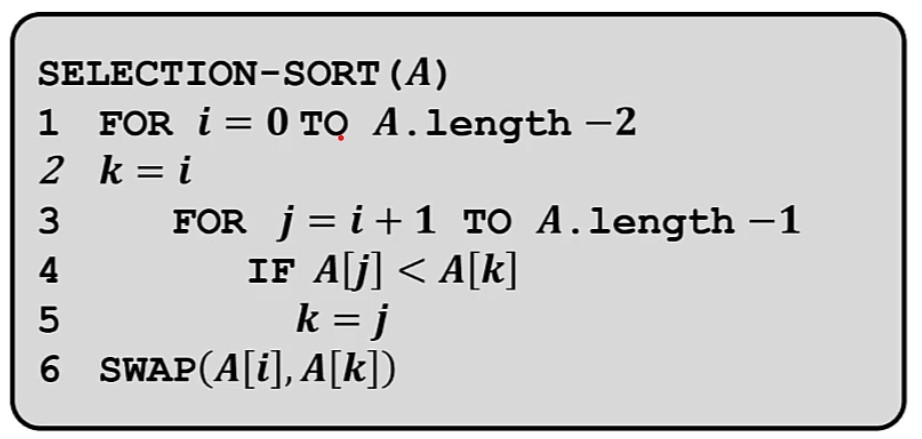 SELECTION-SORT(A)
1 FOR i = 0 TO A.length −2
2 k = i
3 FOR j = i + 1 TO A.length −1
4 IF A[j] < A[k]
5 k = j
6 SWAP(A[i], A[k])